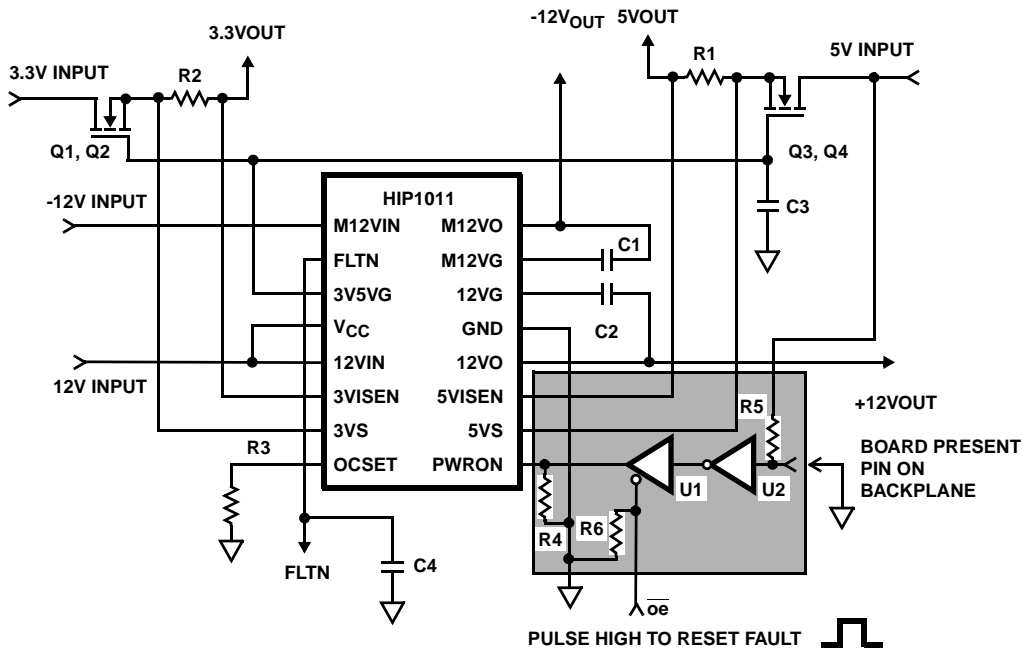 -12VOUT
5VOUT
3.3VOUT
R1
5V INPUT
3.3V INPUT
R2
Q1, Q2
Q3, Q4
HIP1011
-12V INPUT
C3
M12VIN
M12VO
C1
FLTN
M12VG
3V5VG
12VG
VCC
GND
C2
12VIN
12VO
12V INPUT
3VISEN
5VISEN
R5
+12VOUT
3VS
5VS
R3
OCSET
PWRON
BOARD PRESENT
PIN ON
BACKPLANE
U1
U2
R4
R6
FLTN
C4
oe
PULSE HIGH TO RESET FAULT